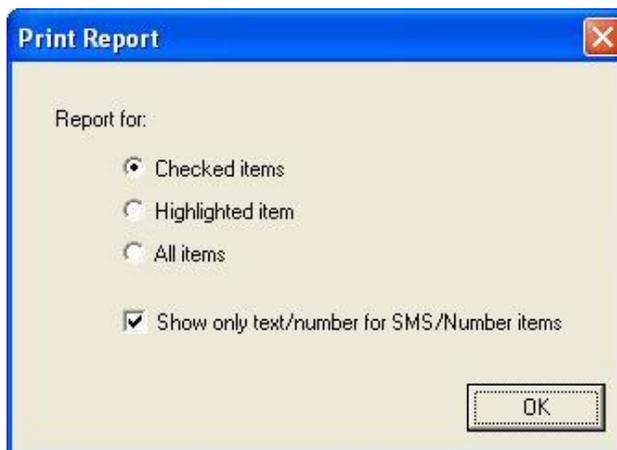 Print Report
Report for:
Checked items
Highlighted item
All items
Show only text/number for SMS/Number items
OK